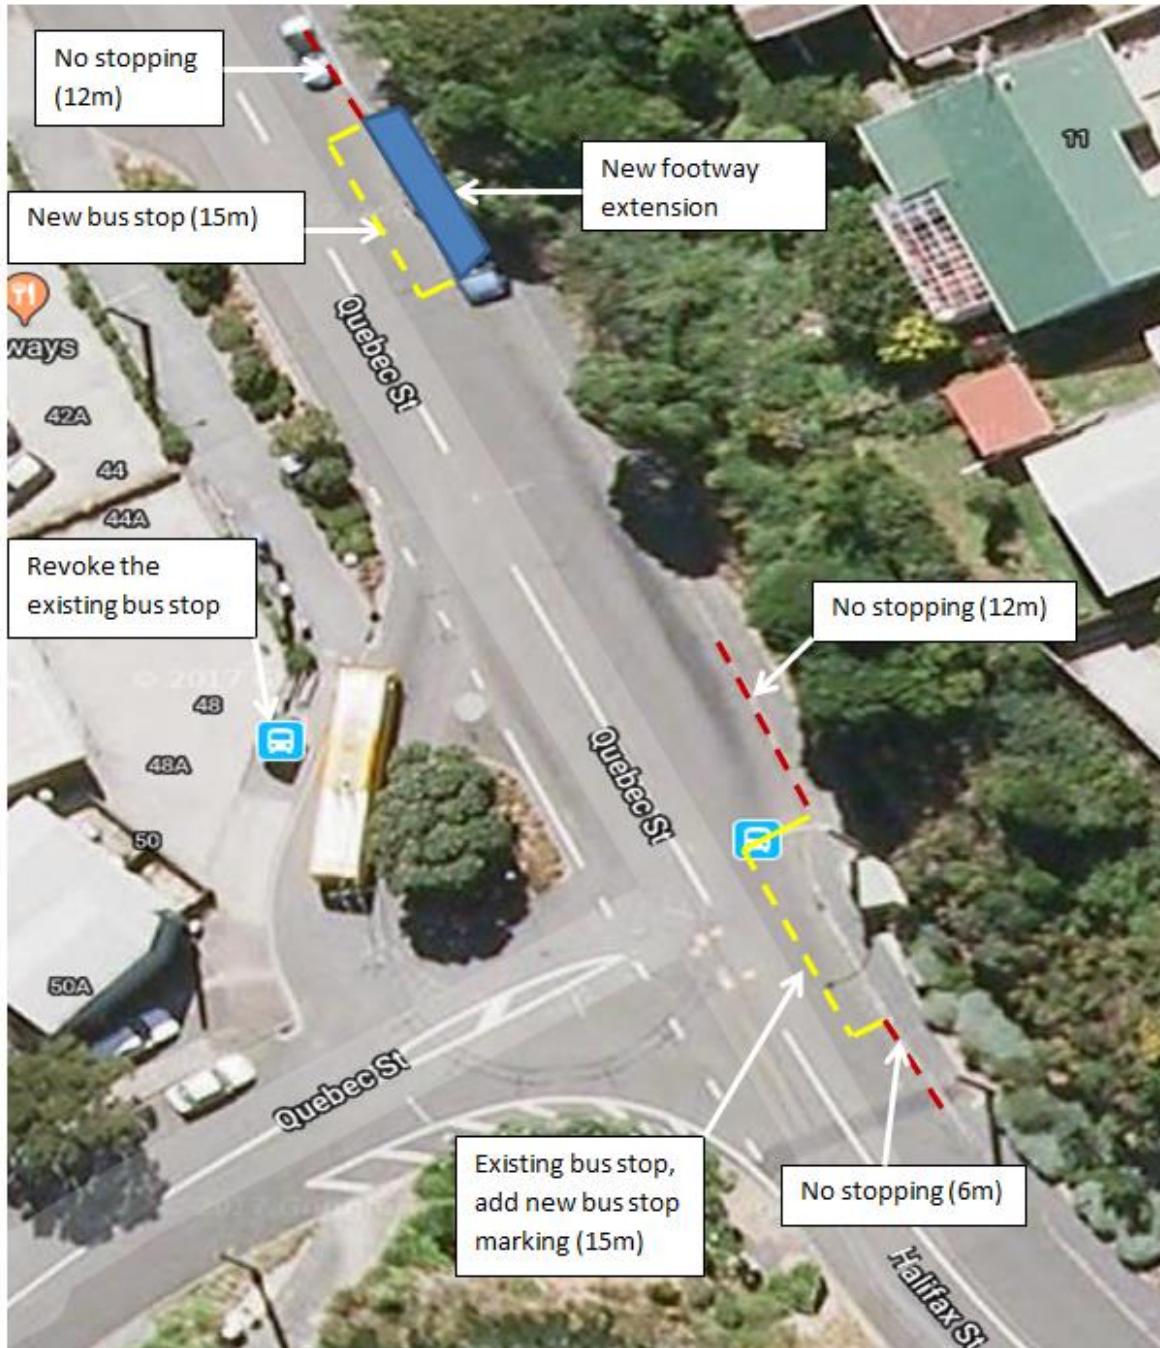 No stopping
(12m)
11
New footway
extension
New bus stop (15m)
Quebec St
ways
42A
44
44A
Revoke the
existing bus stop
No stopping (12m)
© 2017
48
48A
Quebec St
50
50A
Quebec St
Existing bus stop,
add new bus stop
marking (15m)
No stopping (6m)
Halifax St